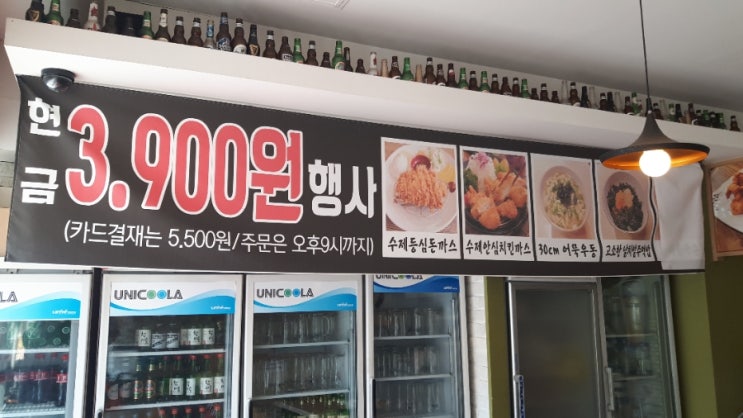 현금 3.900원 행사
(카드결재는 5.500원/주문은 오후9시까지)
수제등심돈까스
수제안심치킨까스
30cm 어묵우동
UNICOOLA
UNICOOLA
UNICOOLA